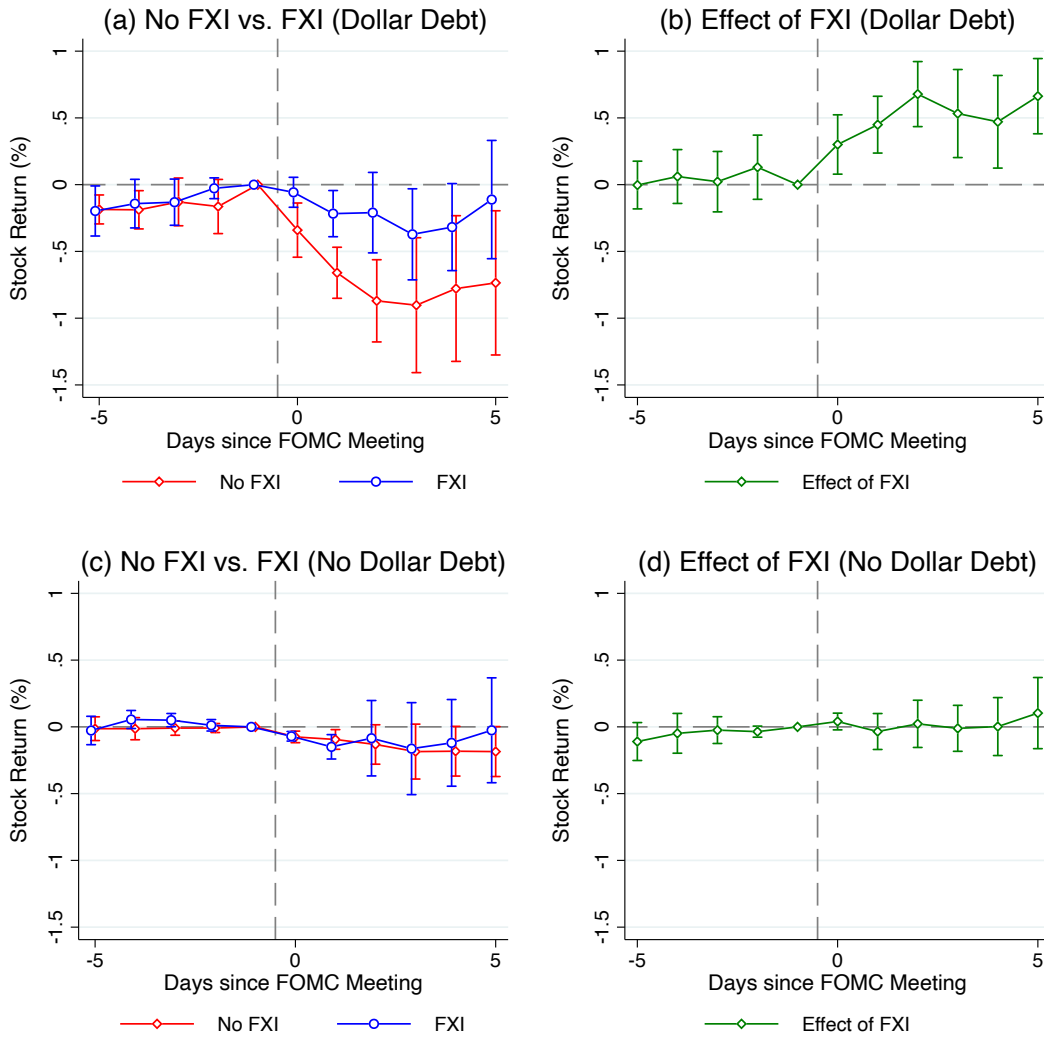 (a) No FXI vs. FXI (Dollar Debt)
Stock Return (%)
1
.5
0
-.5
-1
-1.5
-5 0 5
Days since FOMC Meeting
No FXI FXI
(b) Effect of FXI (Dollar Debt)
Stock Return (%)
1
.5
0
-.5
-1
-1.5
-5 0 5
Days since FOMC Meeting
Effect of FXI
(c) No FXI vs. FXI (No Dollar Debt)
Stock Return (%)
1
.5
0
-.5
-1
-1.5
-5 0 5
Days since FOMC Meeting
No FXI FXI
(d) Effect of FXI (No Dollar Debt)
Stock Return (%)
1
.5
0
-.5
-1
-1.5
-5 0 5
Days since FOMC Meeting
Effect of FXI